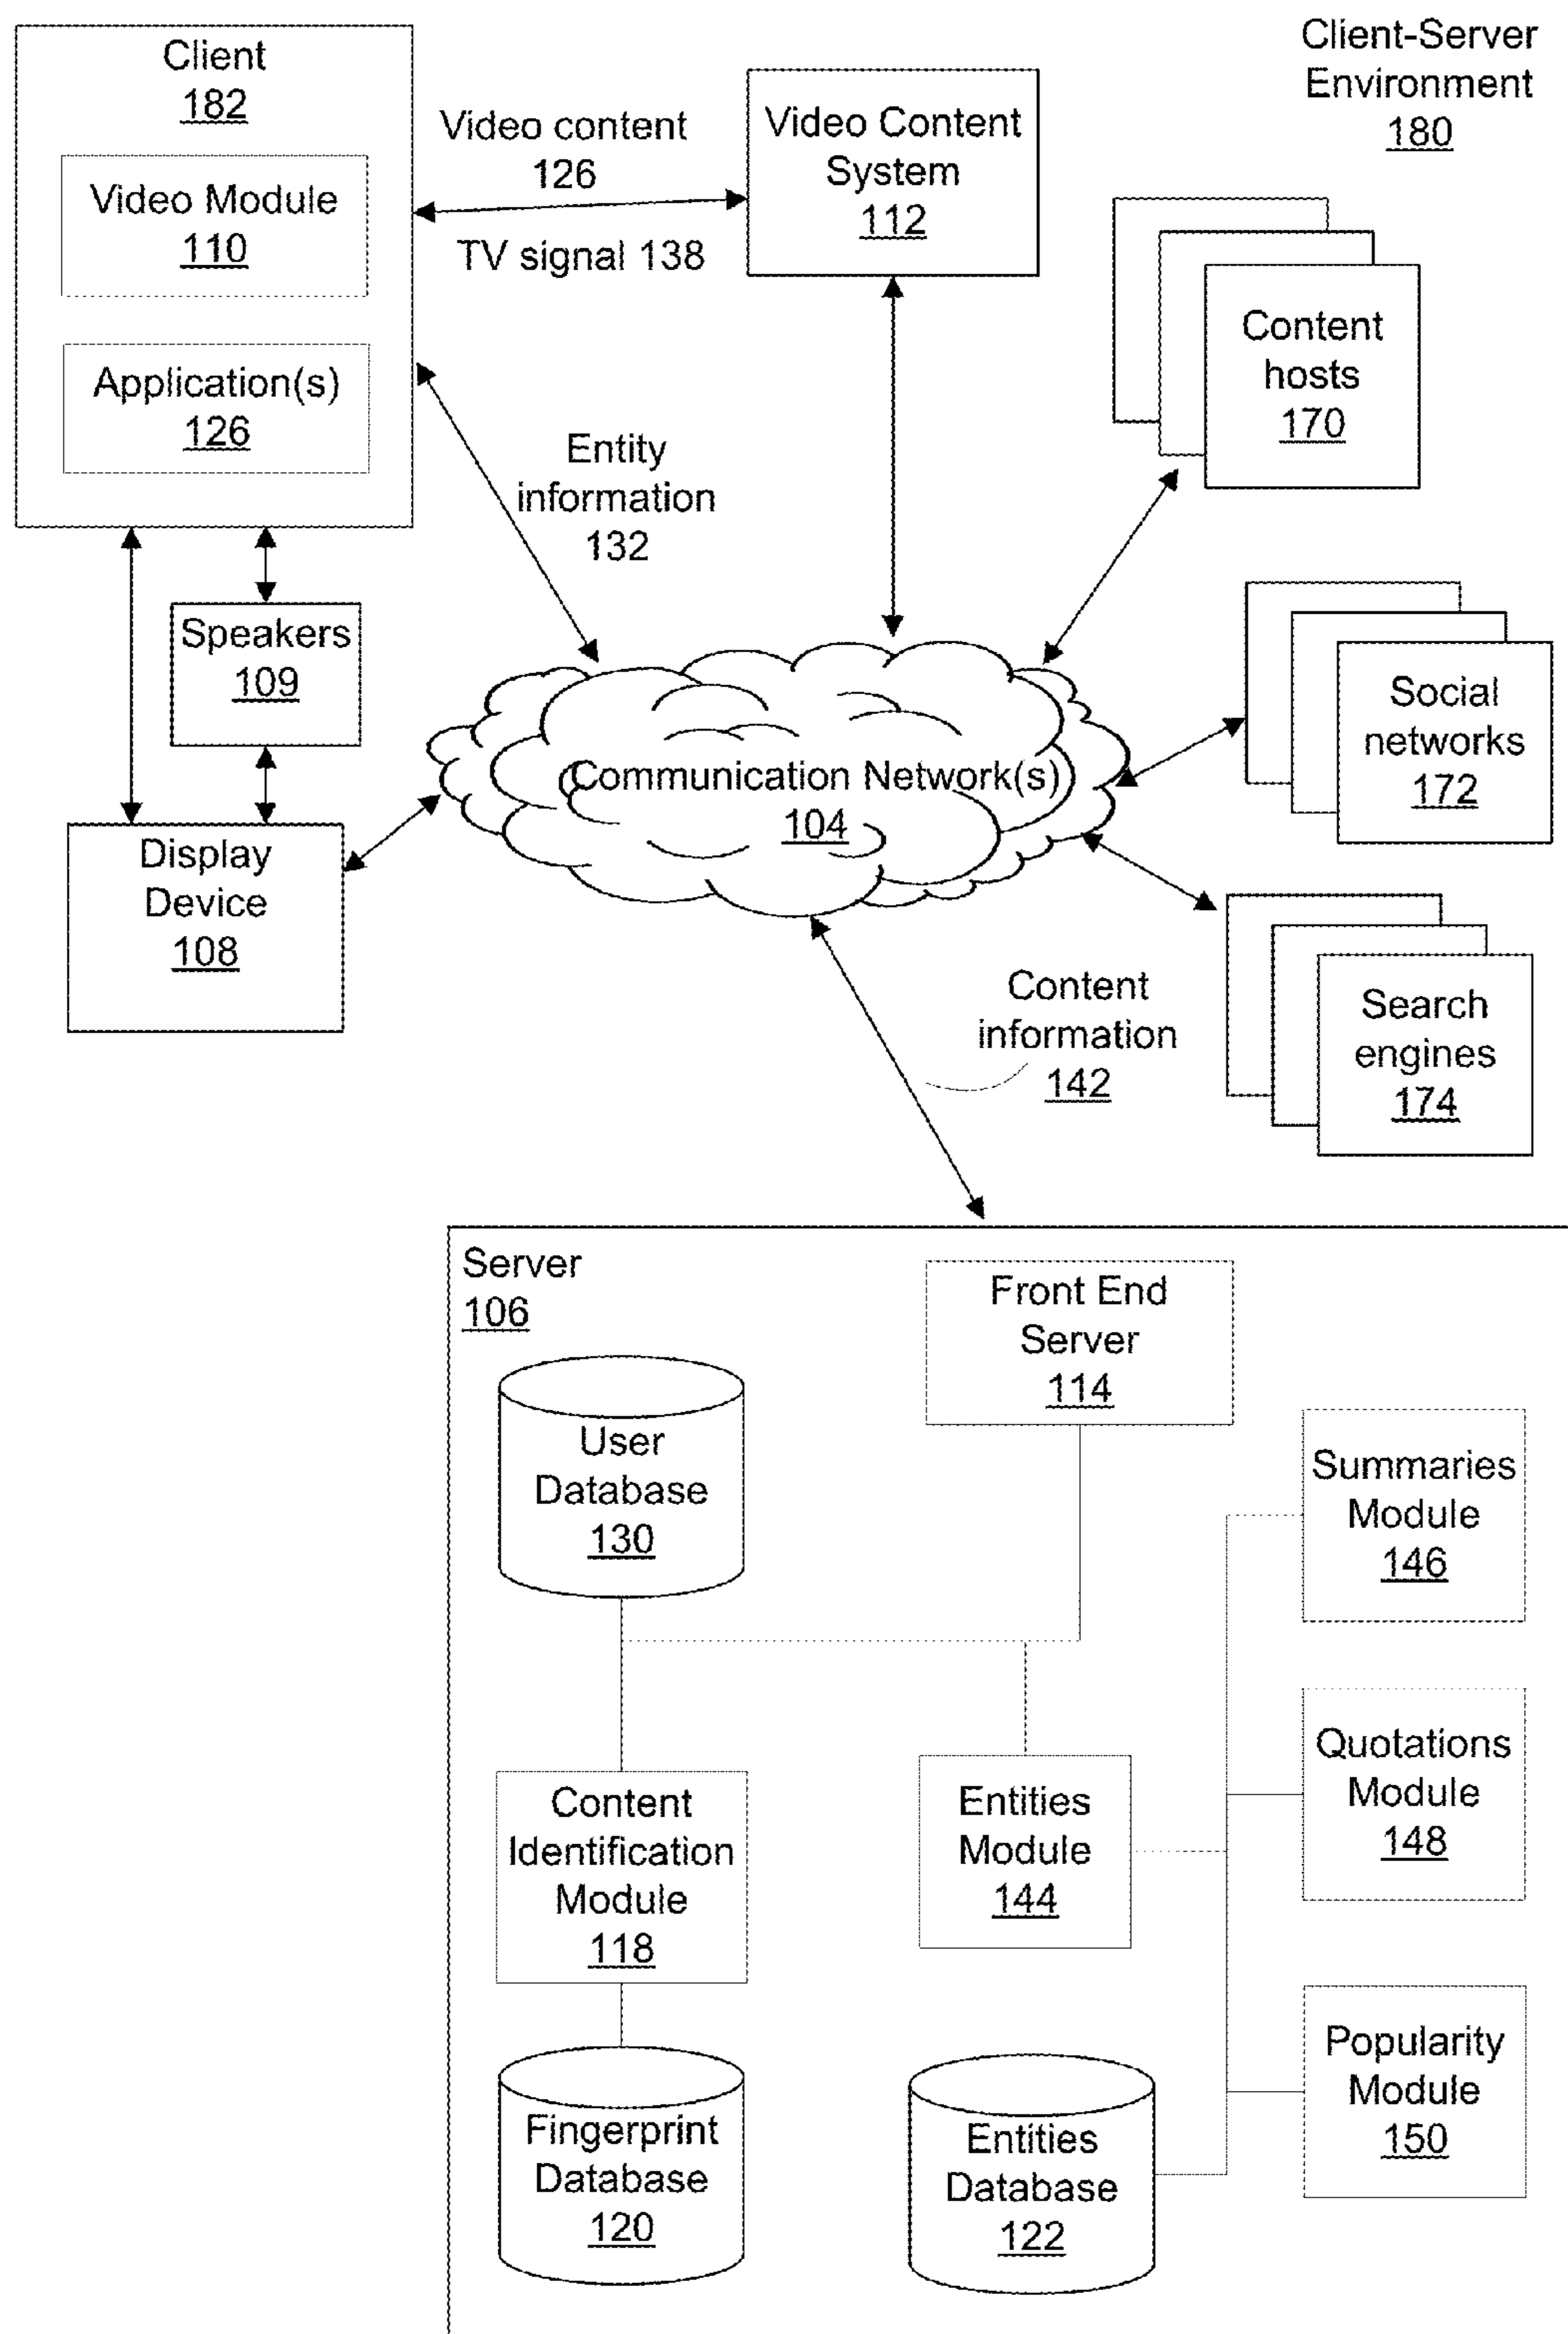 Client
182
Video Module
110
Application(s)
126
Video content
126
TV signal 138
Video Content
System
112
Client-Server
Environment
180
Content
hosts
170
Entity
information
132
Speakers
109
Social
networks
172
Communication Network(s)
104
Display
Device
108
Search
engines
174
Content
information
142
Server
106
Front End
Server
114
User
Database
130
Summaries
Module
146
Quotations
Module
148
Content
Identification
Module
118
Entities
Module
144
Popularity
Module
150
Fingerprint
Database
120
Entities
Database
122